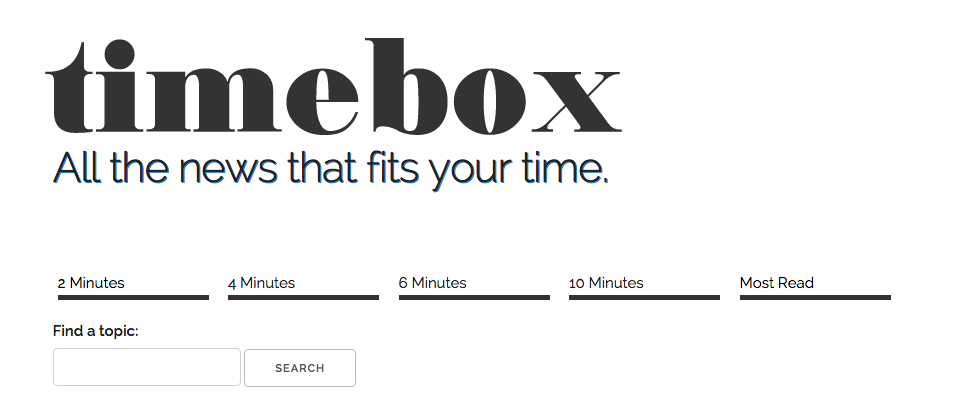 timebox
All the news that fits your time.
2 Minutes 4 Minutes 6 Minutes 10 Minutes Most Read
Find a topic:
SEARCH